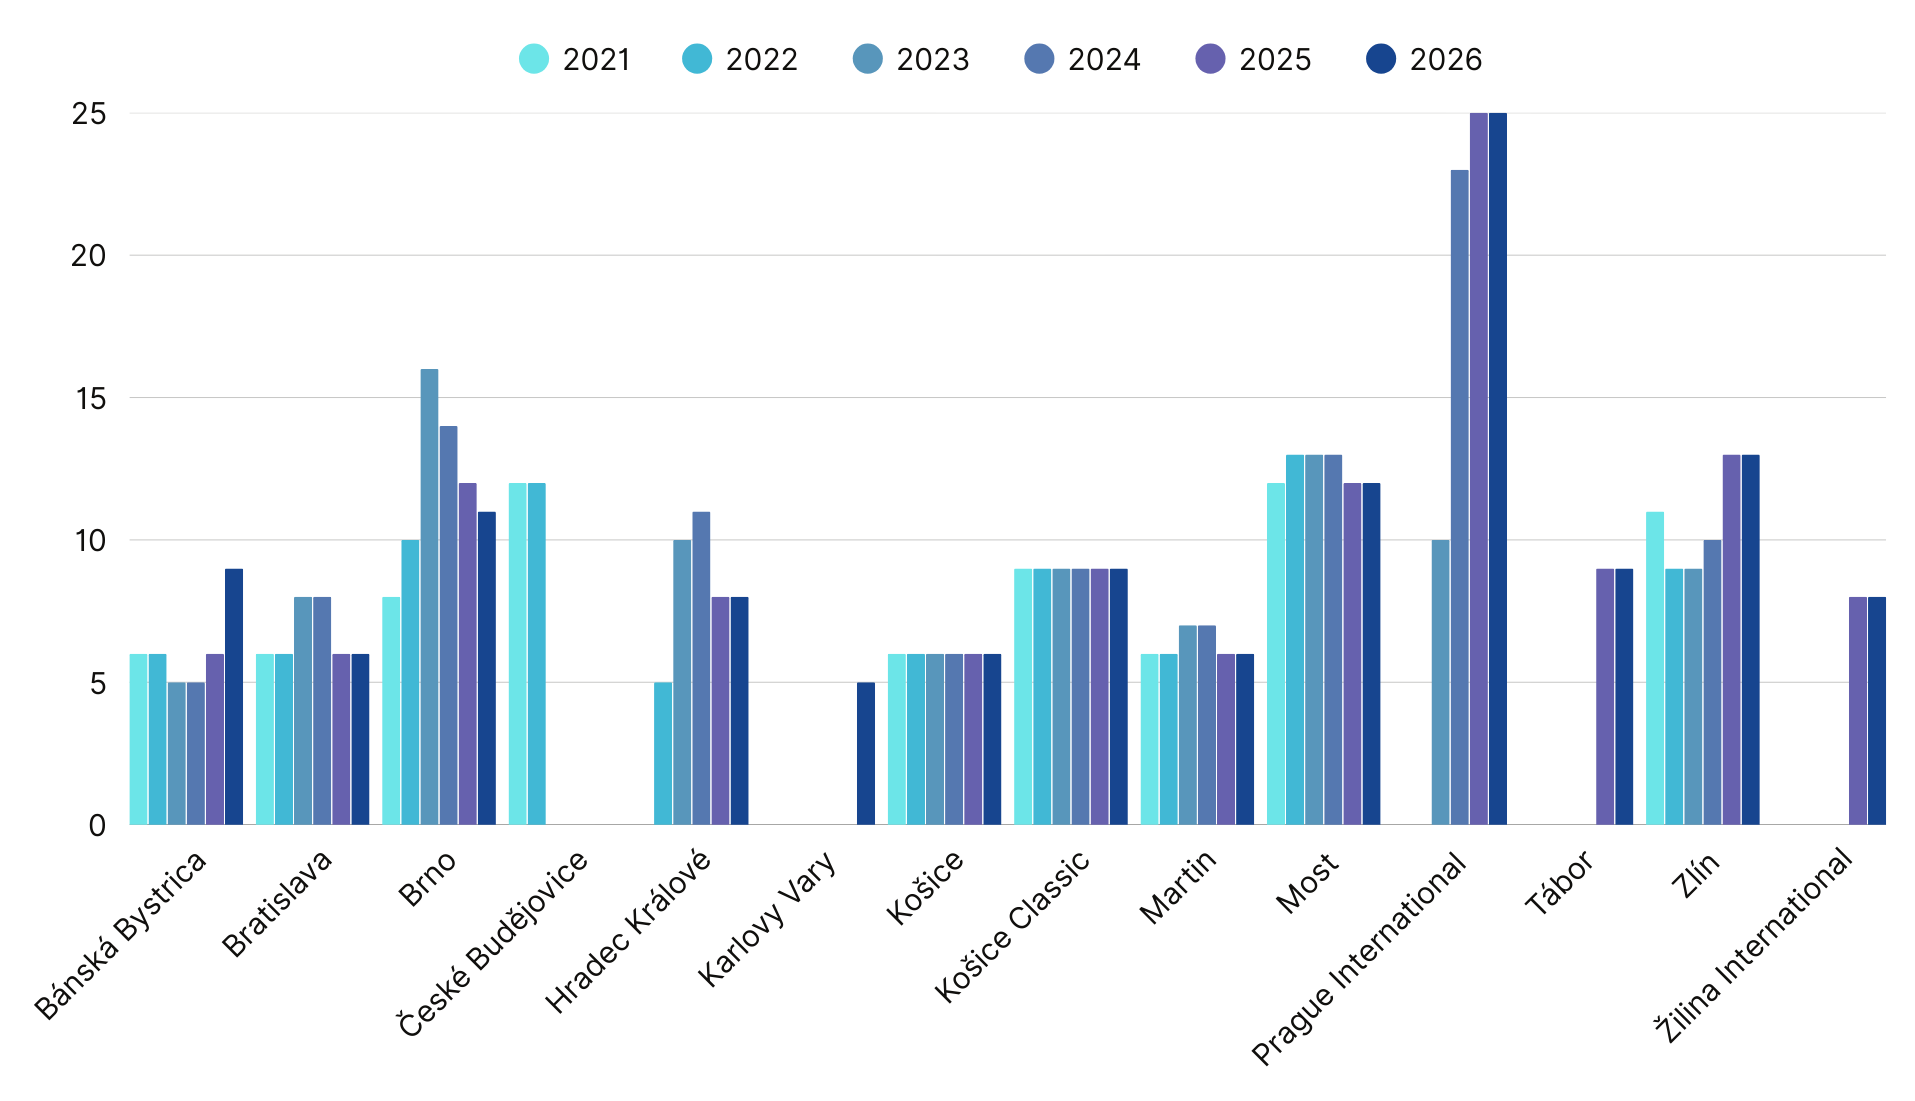 2021 2022 2023 2024 2025 2026
25
20
15
10
5
0
Bánská Bystrica
Bratislava
Brno
České Budějovice
Hradec Králové
Karlovy Vary
Košice
Košice Classic
Martin
Most
Prague International
Tábor
Zlín
Žilina International